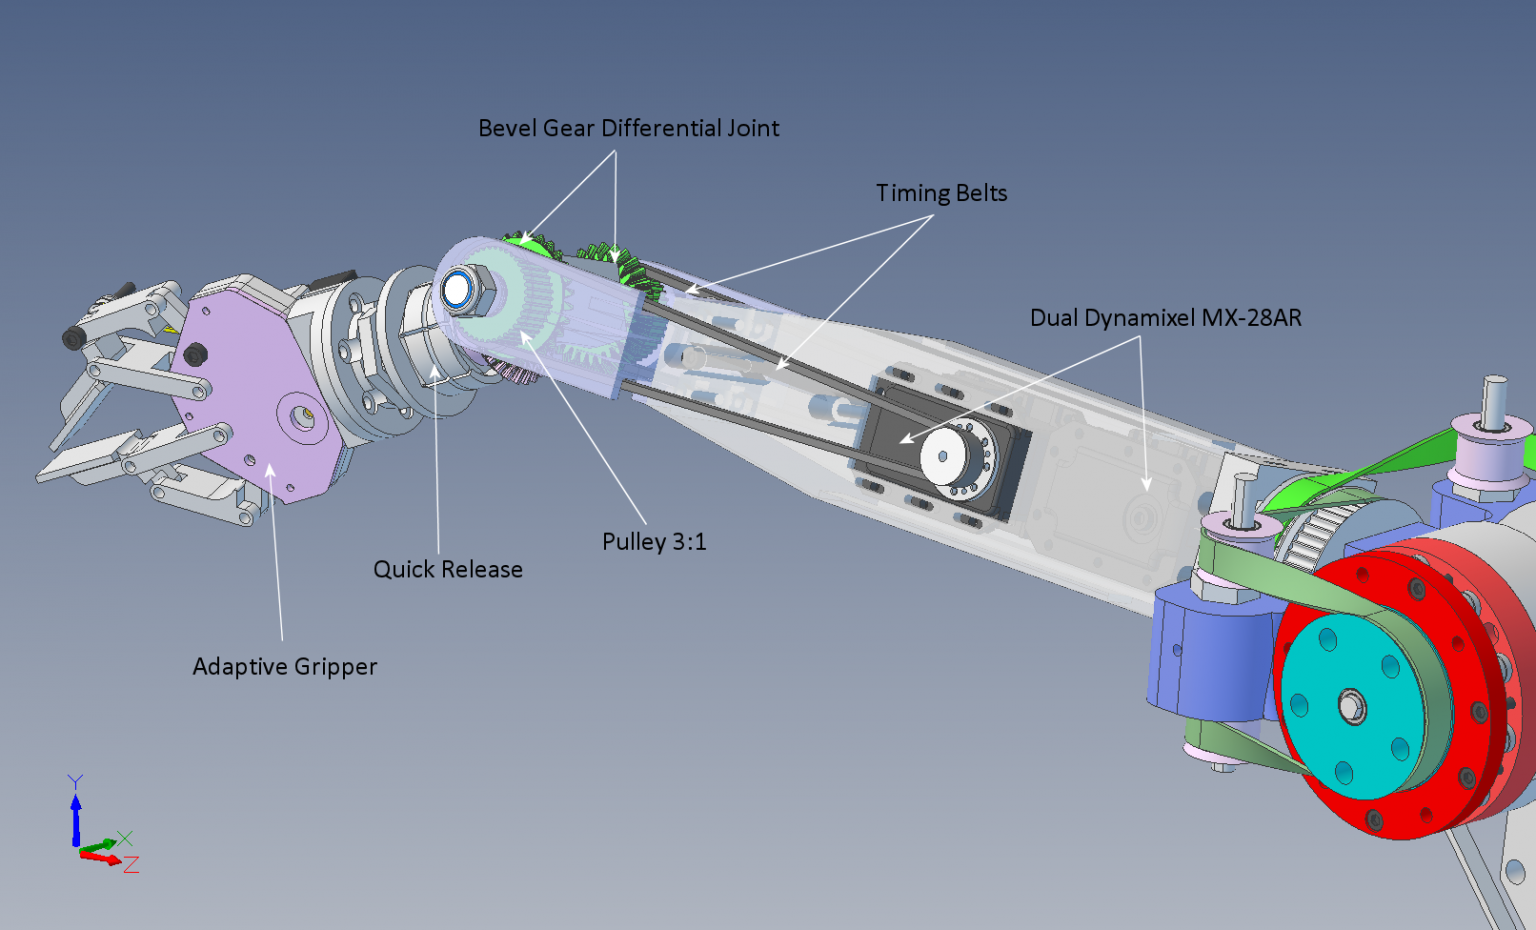 Bevel Gear Differential Joint
Timing Belts
Dual Dynamixel MX-28AR
Pulley 3:1
Quick Release
Adaptive Gripper
Y
X
Z